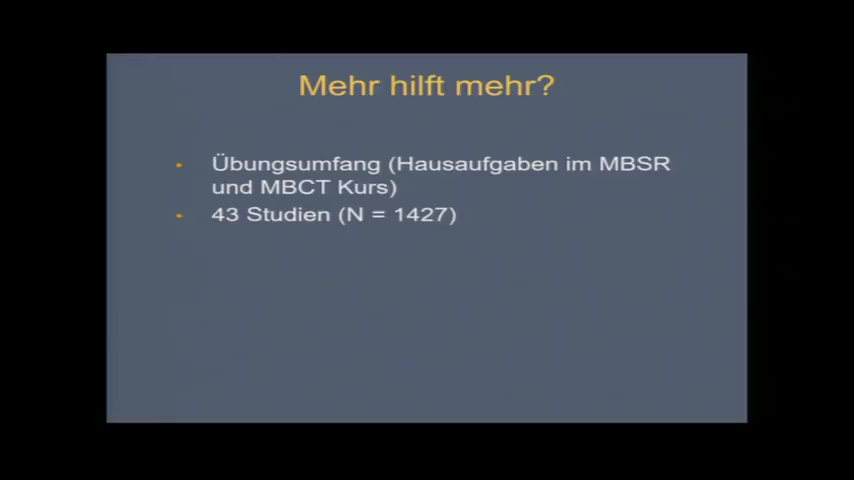 Mehr hilft mehr?
• Übungsumfang (Hausaufgaben im MBSR
und MBCT Kurs)
• 43 Studien (N = 1427)